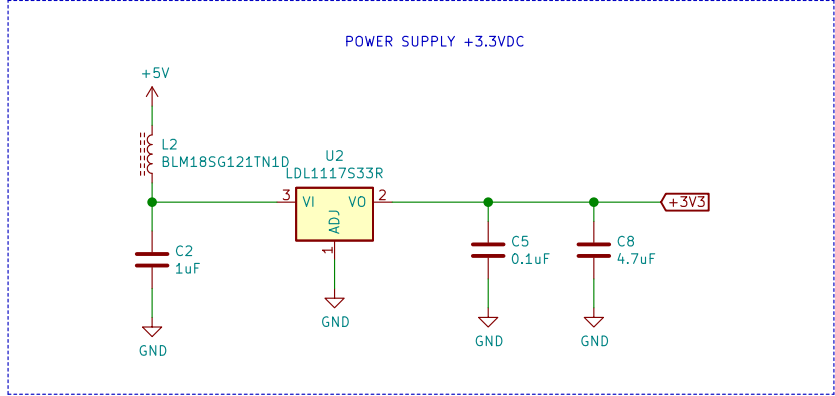 POWER SUPPLY +3.3VDC
+5V
L2
BLM18SG121TN1D
U2
LDL1117S33R
3
VI
VO
2
+3V3
ADJ
1
C2
1uF
C5
0.1uF
C8
4.7uF
GND
GND
GND
GND